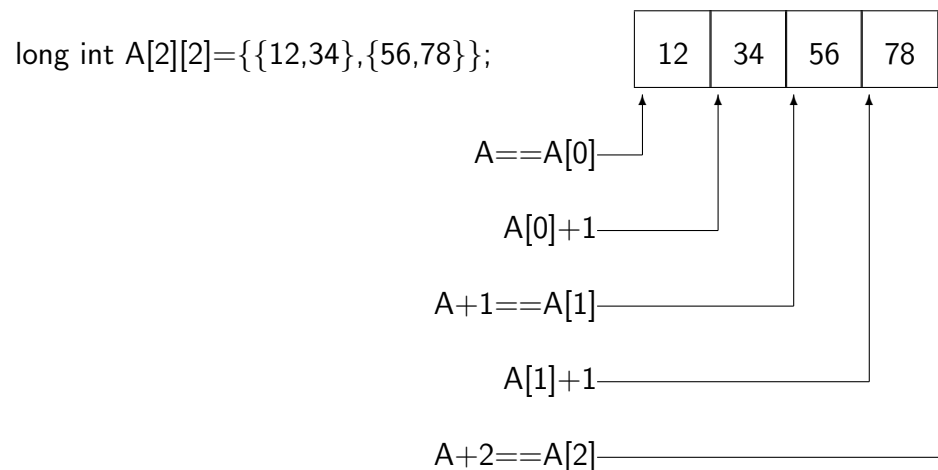 long int A[2][2]={{12,34},{56,78}};
12 34 56 78
A==A[0]
A[0]+1
A+1==A[1]
A[1]+1
A+2==A[2]